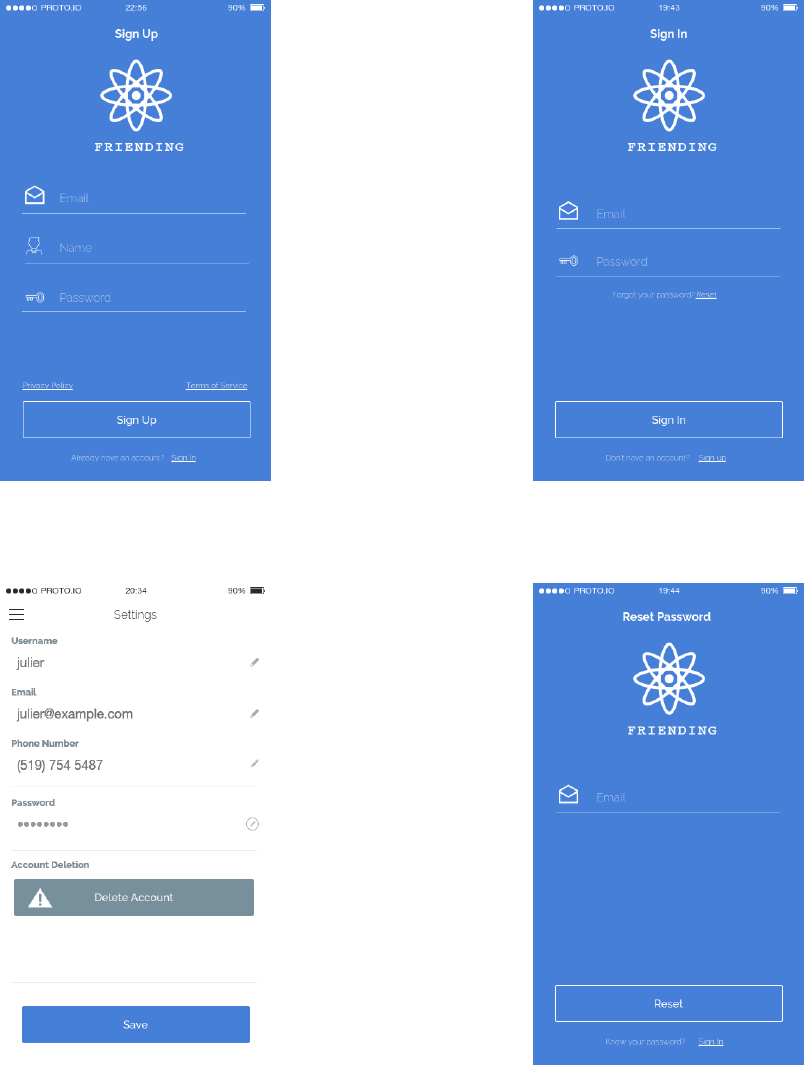 PROTO.IO 22:56 90%
Sign Up
FRIENDING
Email
Name
Password
Privacy Policy Terms of Service
Sign Up
Already have an account? Sign in
PROTO.IO 19:43 90%
Sign In
FRIENDING
Email
Password
Forgot your password? Reset
Sign In
Don't have an account? Sign up
PROTO.IO 20:34 90%
Settings
Username
julier
Email
julier@example.com
Phone Number
(519) 754 5487
Password
Account Deletion
Delete Account
Save
PROTO.IO 19:44 90%
Reset Password
FRIENDING
Email
Reset
Know your password? Sign In